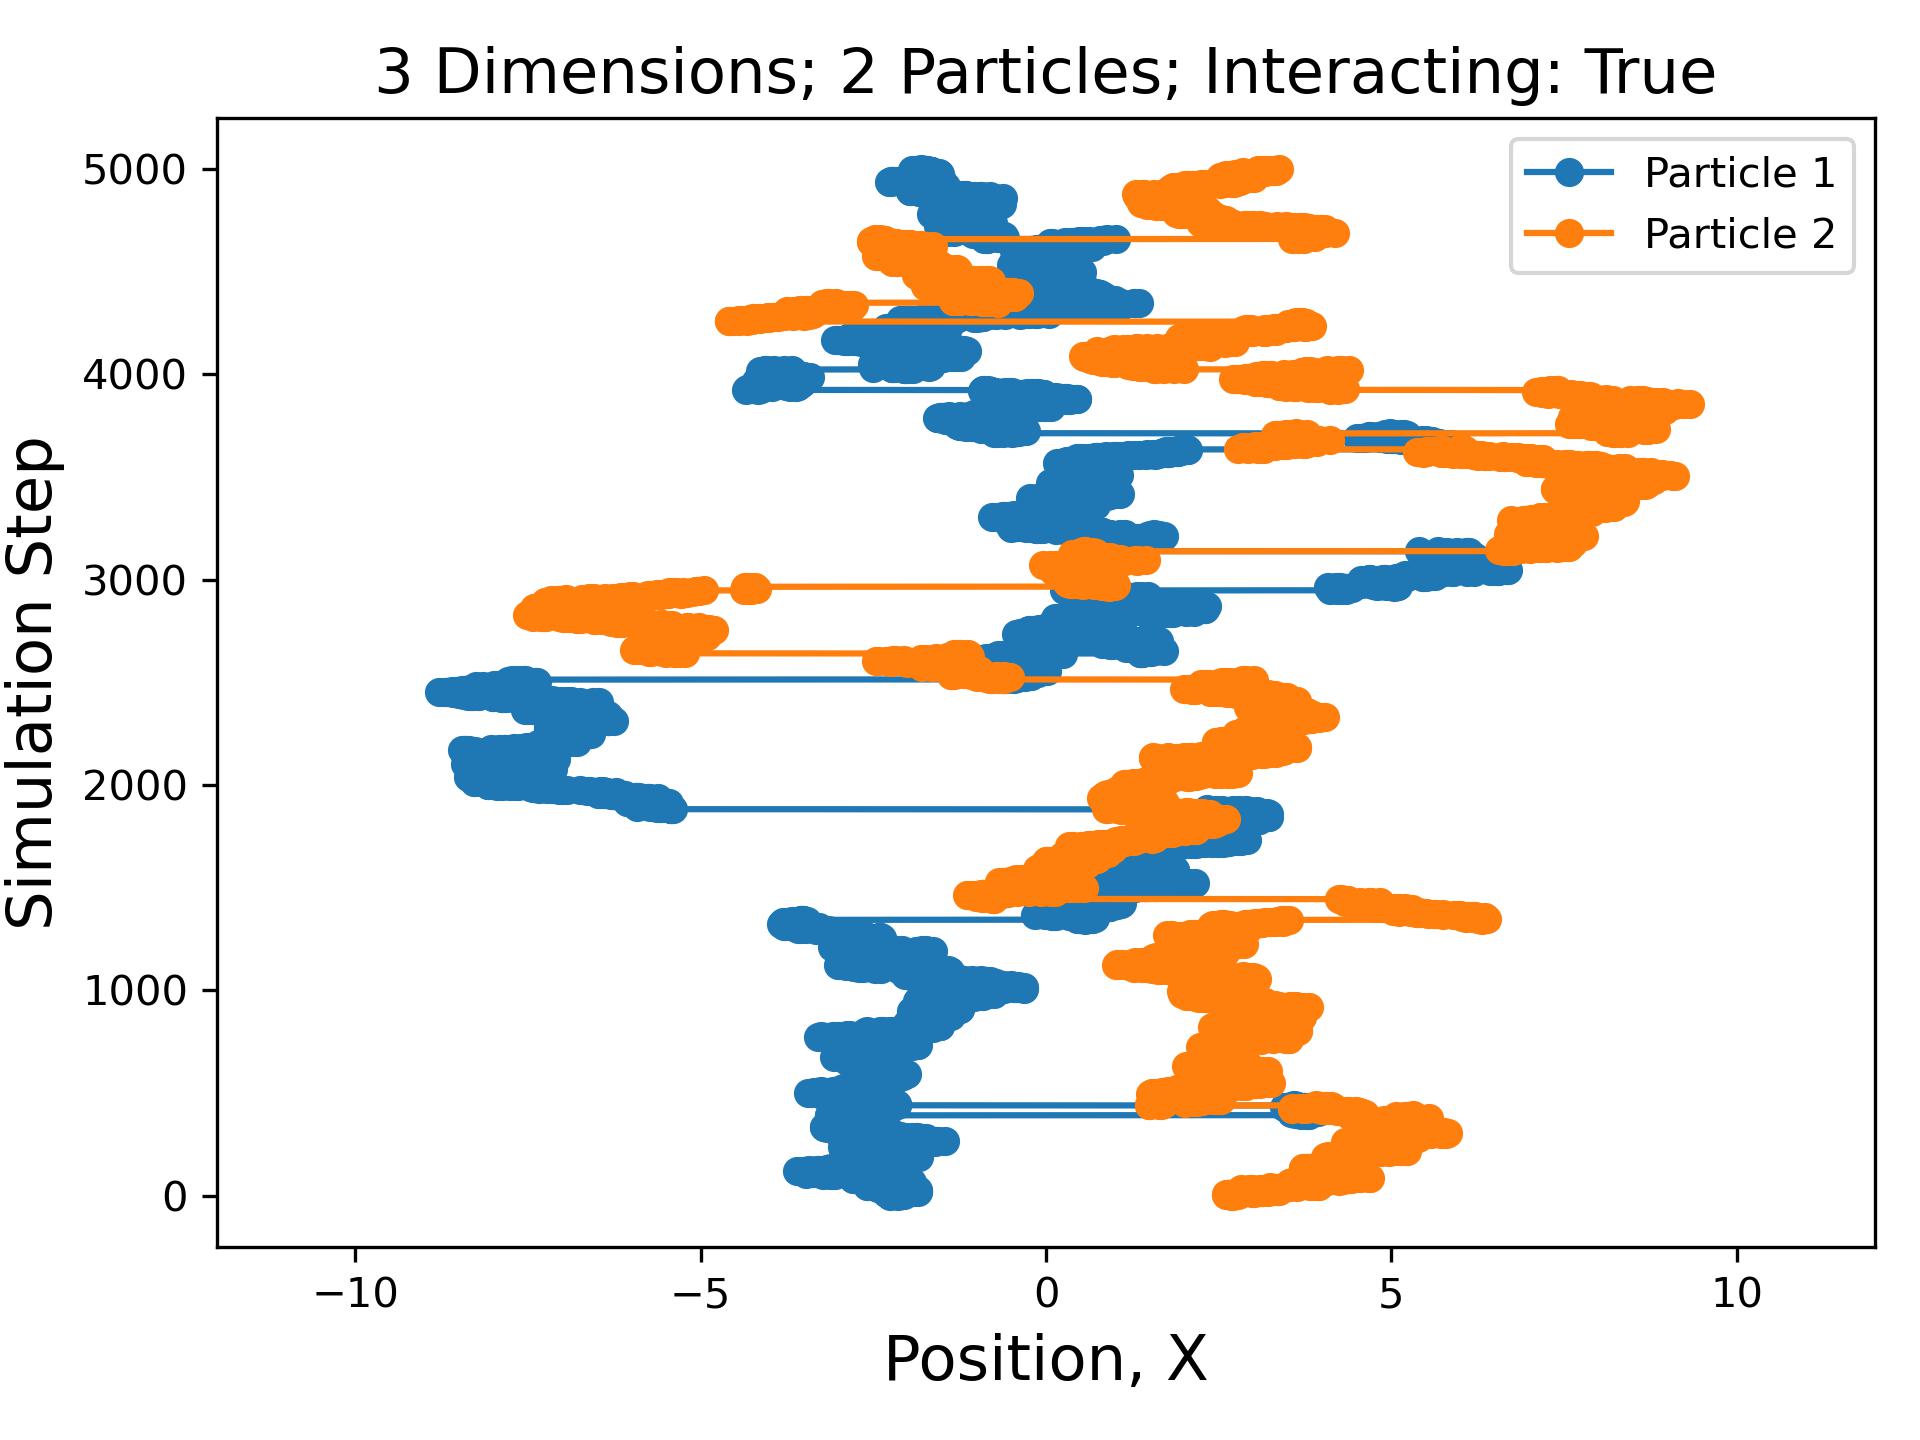 3 Dimensions; 2 Particles; Interacting: True
Particle 1
Particle 2
Simulation Step
5000
4000
3000
2000
1000
0
−10
−5
0
5
10
Position, X